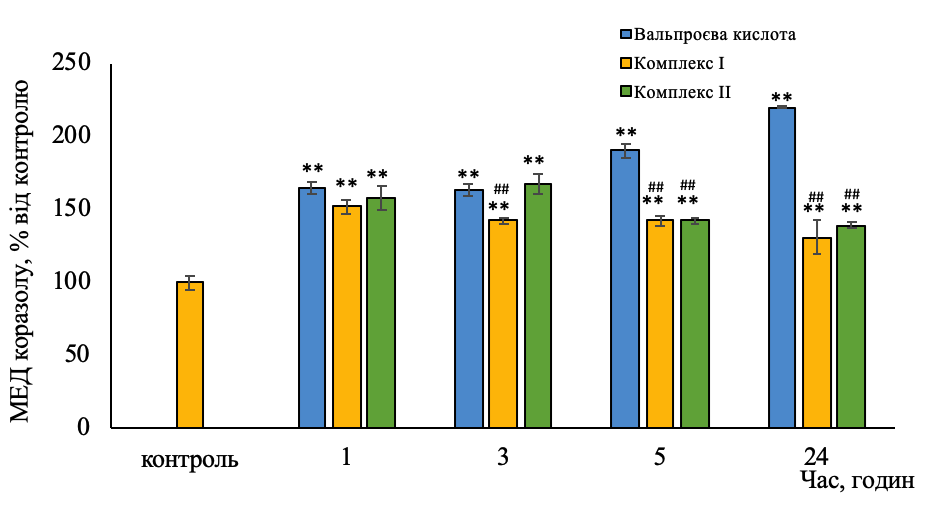 Вальпроєва кислота
Комплекс I
Комплекс II
МЕД коразолу, % від контролю
250
200
150
100
50
0
** ** **
** ## ** **
** ## ** ## **
** ## ** ## **
контроль 1 3 5 24
Час, годин